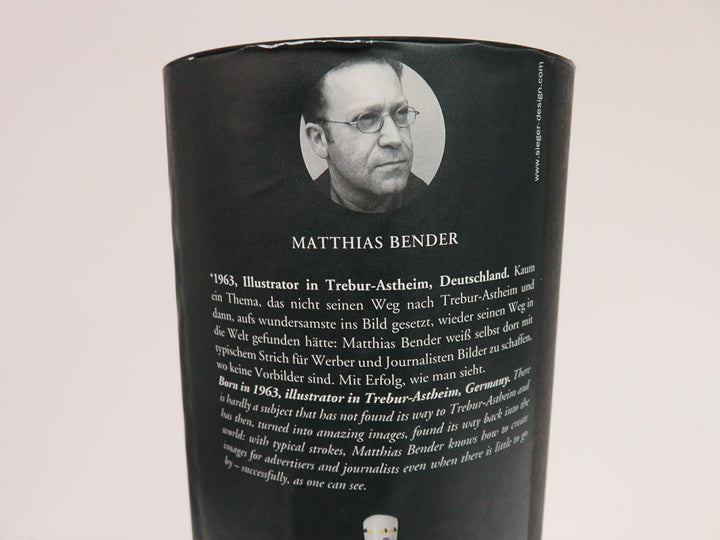 www.sieger-design.com
MATTHIAS BENDER
*1963, Illustrator in Trebur-Astheim, Deutschland. Kaum
ein Thema, das nicht seinen Weg nach Trebur-Astheim und
dann, aufs wundersamste ins Bild gesetzt, wieder seinen Weg in
die Welt gefunden hätte: Matthias Bender weiß selbst dort mit
typischem Strich für Werber und Journalisten Bilder zu schaffen,
wo keine Vorbilder sind. Mit Erfolg, wie man sieht.
Born in 1963, illustrator in Trebur-Astheim, Germany. There
is hardly a subject that has not found its way to Trebur-Astheim and
has then, turned into amazing images, found its way back into the
world: with typical strokes, Matthias Bender knows how to create
images for advertisers and journalists even when there is little to go
by – successfully, as one can see.